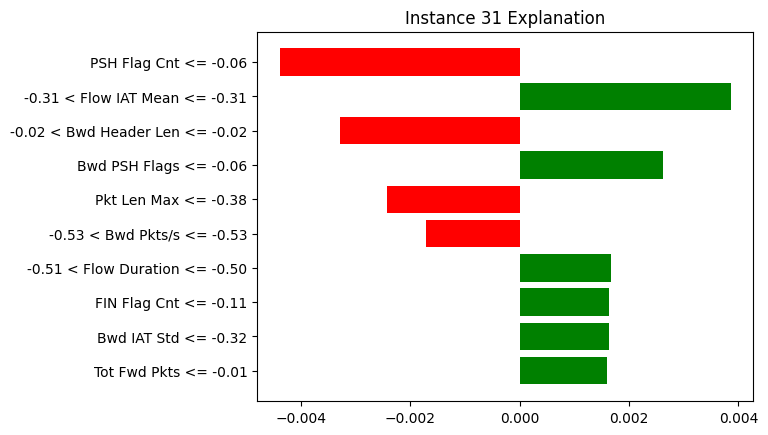 Instance 31 Explanation
PSH Flag Cnt <= -0.06
-0.31 < Flow IAT Mean <= -0.31
-0.02 < Bwd Header Len <= -0.02
Bwd PSH Flags <= -0.06
Pkt Len Max <= -0.38
-0.53 < Bwd Pkts/s <= -0.53
-0.51 < Flow Duration <= -0.50
FIN Flag Cnt <= -0.11
Bwd IAT Std <= -0.32
Tot Fwd Pkts <= -0.01
−0.004 −0.002 0.000 0.002 0.004